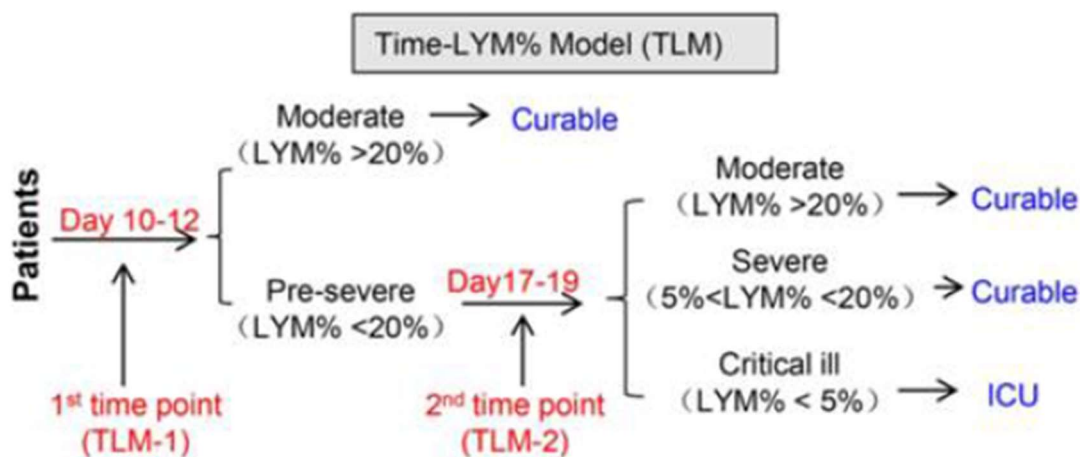 Time-LYM% Model (TLM)
Moderate
(LYM% >20%)
Curable
Patients
Day 10-12
1st time point
(TLM-1)
Pre-severe
(LYM% <20%)
Day17-19
2nd time point
(TLM-2)
Moderate
(LYM% >20%)
Curable
Severe
(5%<LYM% <20%)
Curable
Critical ill
(LYM% < 5%)
ICU